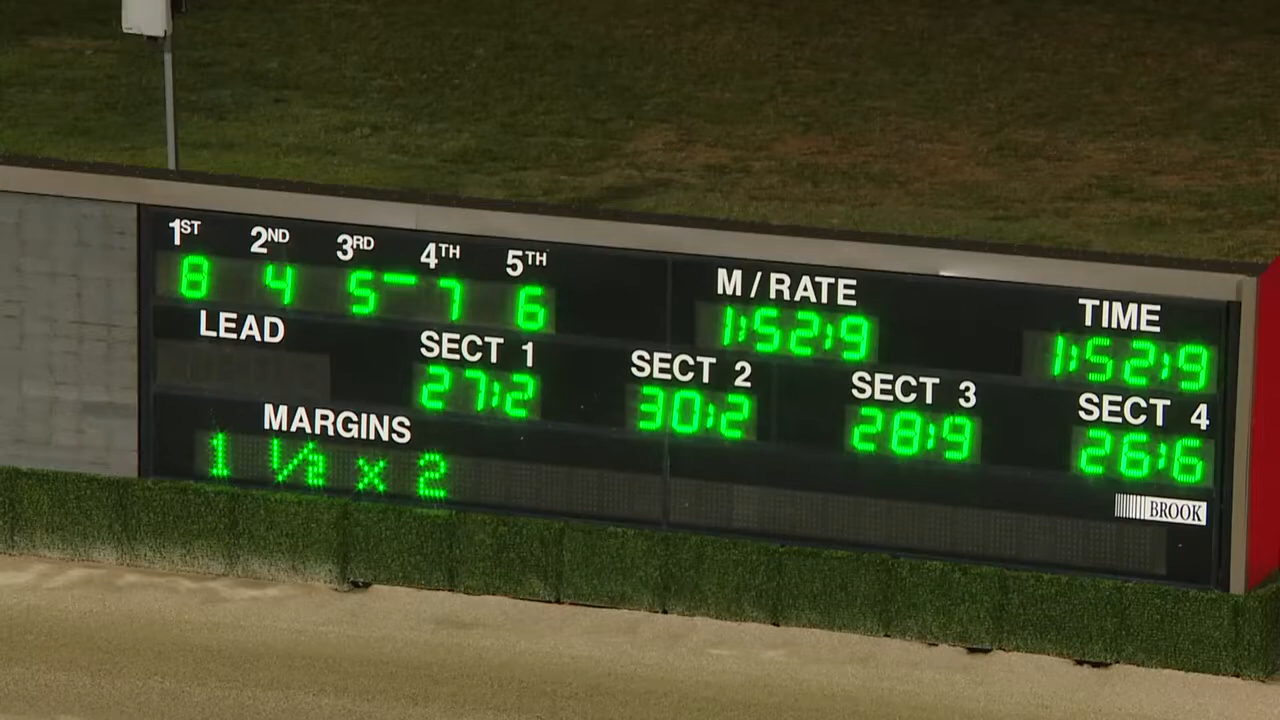 1ST 2ND 3RD 4TH 5TH
8 4 5 - 7 6
M/RATE
1:52:9
TIME
1:52:9
LEAD
SECT 1
27:2
SECT 2
30:2
SECT 3
28:9
SECT 4
26:6
MARGINS
1 1/2 x 2
BROOK